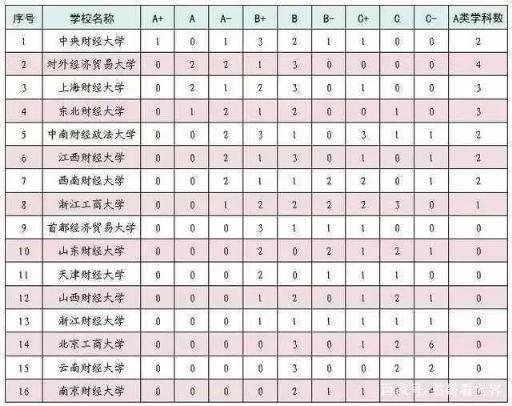 序号 学校名称 A+ A A- B+ B B- C+ C C- A类学科数
1 中央财经大学 1 0 1 3 2 1 1 0 0 2
2 对外经济贸易大学 0 2 2 1 3 0 0 0 0 4
3 上海财经大学 0 2 1 2 3 0 1 0 0 3
4 东北财经大学 0 1 2 1 2 0 0 1 0 3
5 中南财经政法大学 0 0 2 3 1 0 3 1 1 2
6 江西财经大学 0 0 2 1 3 0 1 0 1 2
7 西南财经大学 0 0 2 1 1 2 2 0 1 2
8 浙江工商大学 0 0 1 2 2 2 2 3 0 1
9 首都经济贸易大学 0 0 0 3 1 1 1 0 0 0
10 山东财经大学 0 0 0 2 0 2 1 2 1 0
11 天津财经大学 0 0 0 2 0 1 1 1 0 0
12 山西财经大学 0 0 0 1 2 0 1 2 1 0
13 浙江财经大学 0 0 0 1 1 1 1 1 1 0
14 北京工商大学 0 0 0 0 3 0 1 2 6 0
15 云南财经大学 0 0 0 0 3 0 0 2 2 0
16 南京财经大学 0 0 0 0 2 1 1 4